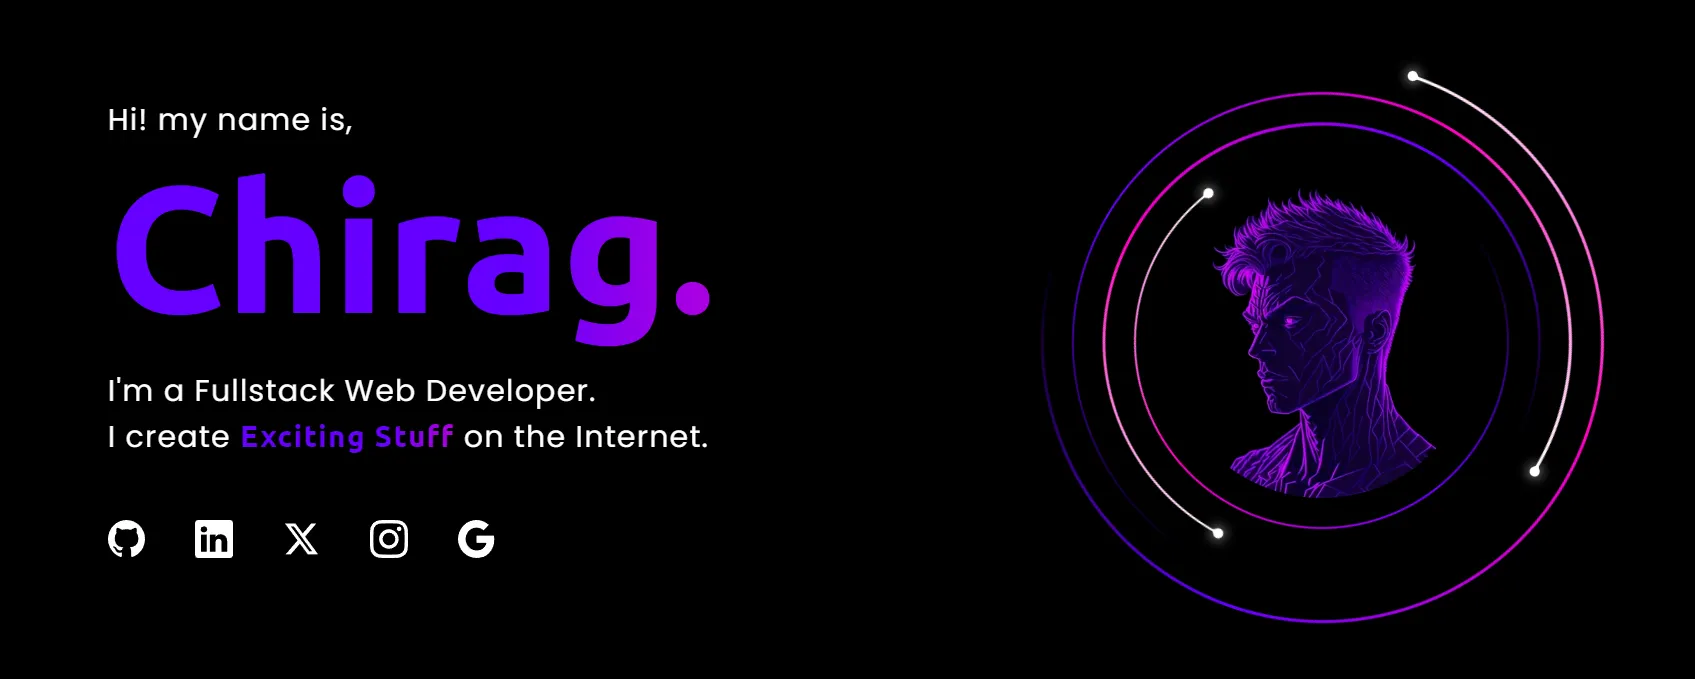 Hi! my name is,
Chirag.
I'm a Fullstack Web Developer.
I create Exciting Stuff on the Internet.